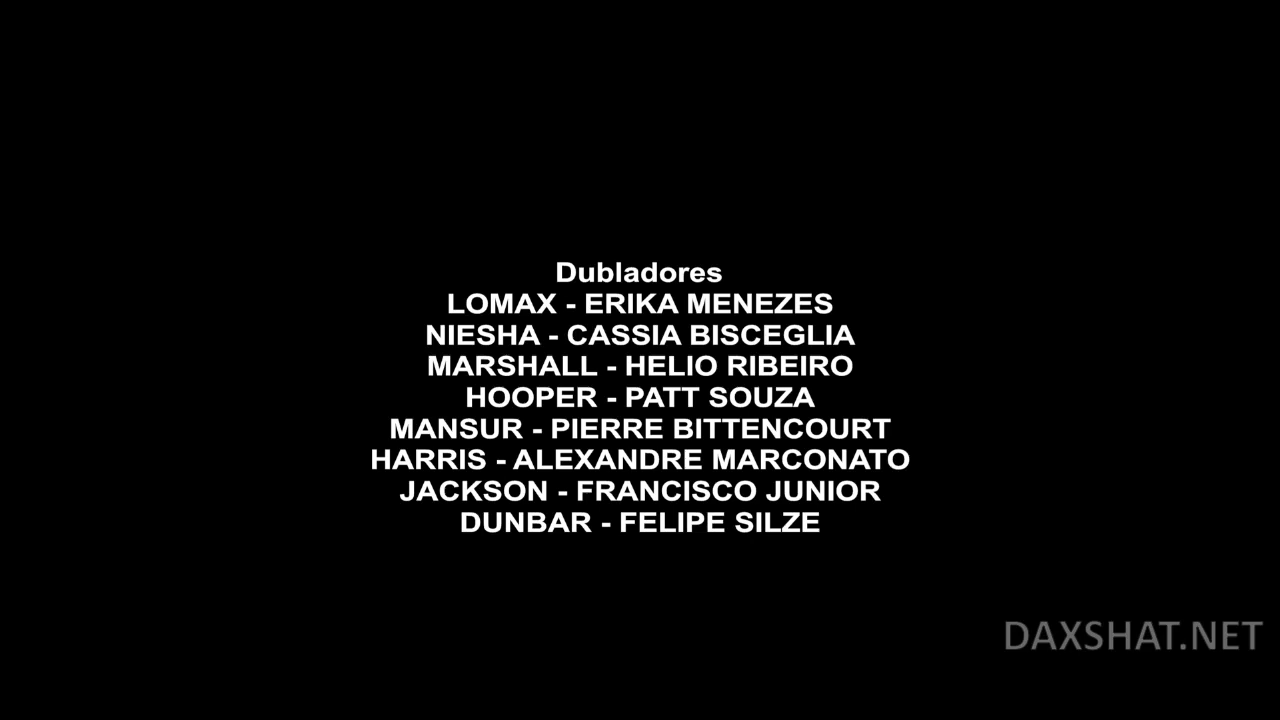 Dubladores
LOMAX - ERIKA MENEZES
NIESHA - CASSIA BISCEGLIA
MARSHALL - HELIO RIBEIRO
HOOPER - PATT SOUZA
MANSUR - PIERRE BITTENCOURT
HARRIS - ALEXANDRE MARCONATO
JACKSON - FRANCISCO JUNIOR
DUNBAR - FELIPE SILZE
DAXSHAT.NET